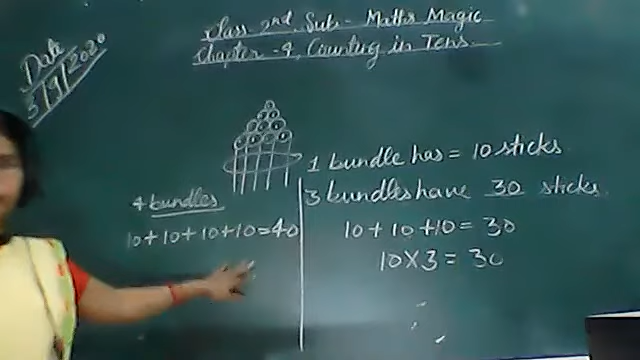 Date
5/9/2020
Class 2nd Sub- Maths Magic
Chapter-4, Counting in Tens
4 bundles
10+10+10+10=40
1 bundle has = 10 sticks
3 bundles have 30 sticks
10 + 10 + 10 = 30
10 X 3 = 30